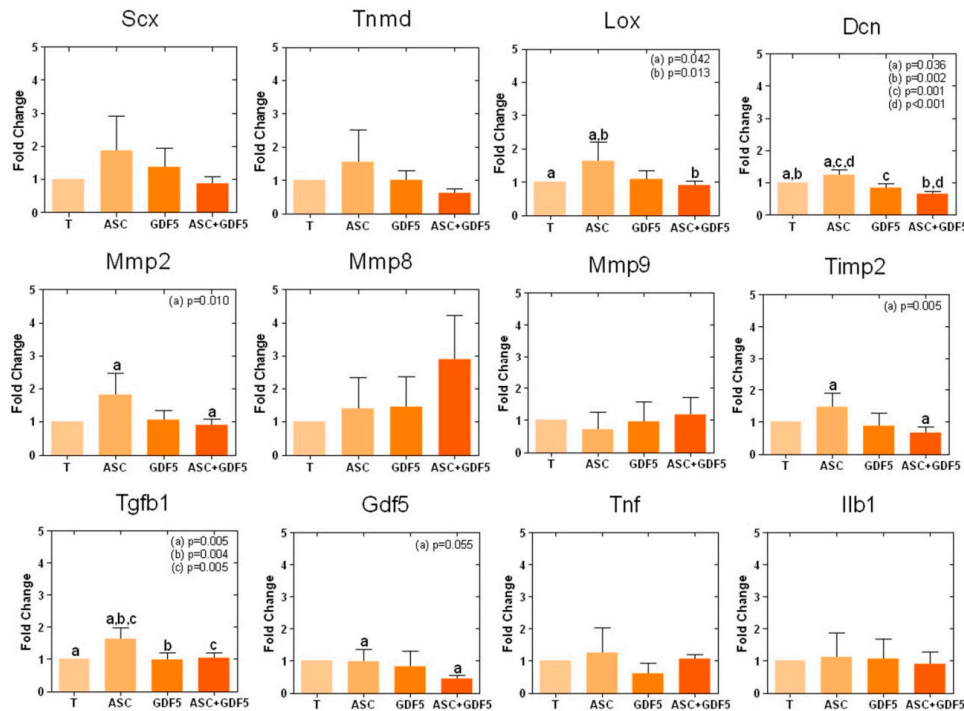 Scx
5
4
3
2
1
0
Fold Change
T ASC GDF5 ASC+GDF5
Tnmd
5
4
3
2
1
0
Fold Change
T ASC GDF5 ASC+GDF5
Lox
(a) p=0.042
(b) p=0.013
5
4
3
2
1
0
Fold Change
a a,b b
T ASC GDF5 ASC+GDF5
Dcn
(a) p=0.036
(b) p=0.002
(c) p=0.001
(d) p<0.001
5
4
3
2
1
0
Fold Change
a,b a,c,d c b,d
T ASC GDF5 ASC+GDF5
Mmp2
(a) p=0.010
5
4
3
2
1
0
Fold Change
a a
T ASC GDF5 ASC+GDF5
Mmp8
5
4
3
2
1
0
Fold Change
T ASC GDF5 ASC+GDF5
Mmp9
5
4
3
2
1
0
Fold Change
T ASC GDF5 ASC+GDF5
Timp2
(a) p=0.005
5
4
3
2
1
0
Fold Change
a a
T ASC GDF5 ASC+GDF5
Tgfb1
(a) p=0.005
(b) p=0.004
(c) p=0.005
5
4
3
2
1
0
Fold Change
a a,b,c b c
T ASC GDF5 ASC+GDF5
Gdf5
(a) p=0.055
5
4
3
2
1
0
Fold Change
a a
T ASC GDF5 ASC+GDF5
Tnf
5
4
3
2
1
0
Fold Change
T ASC GDF5 ASC+GDF5
Ilb1
5
4
3
2
1
0
Fold Change
T ASC GDF5 ASC+GDF5